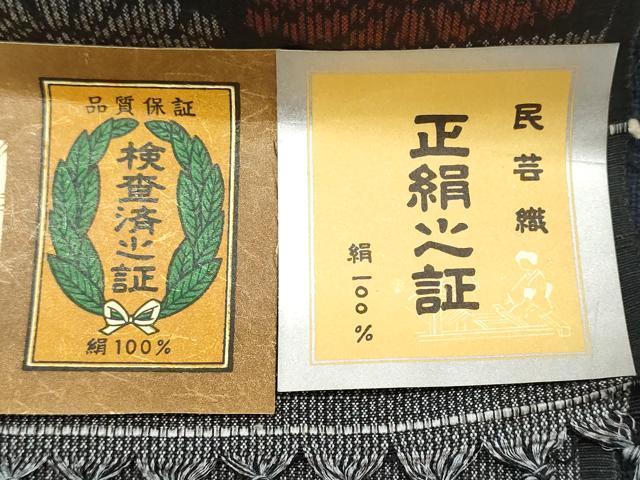 品質保証
検査済之証
絹100%
民芸織
正絹之証
絹一〇〇%